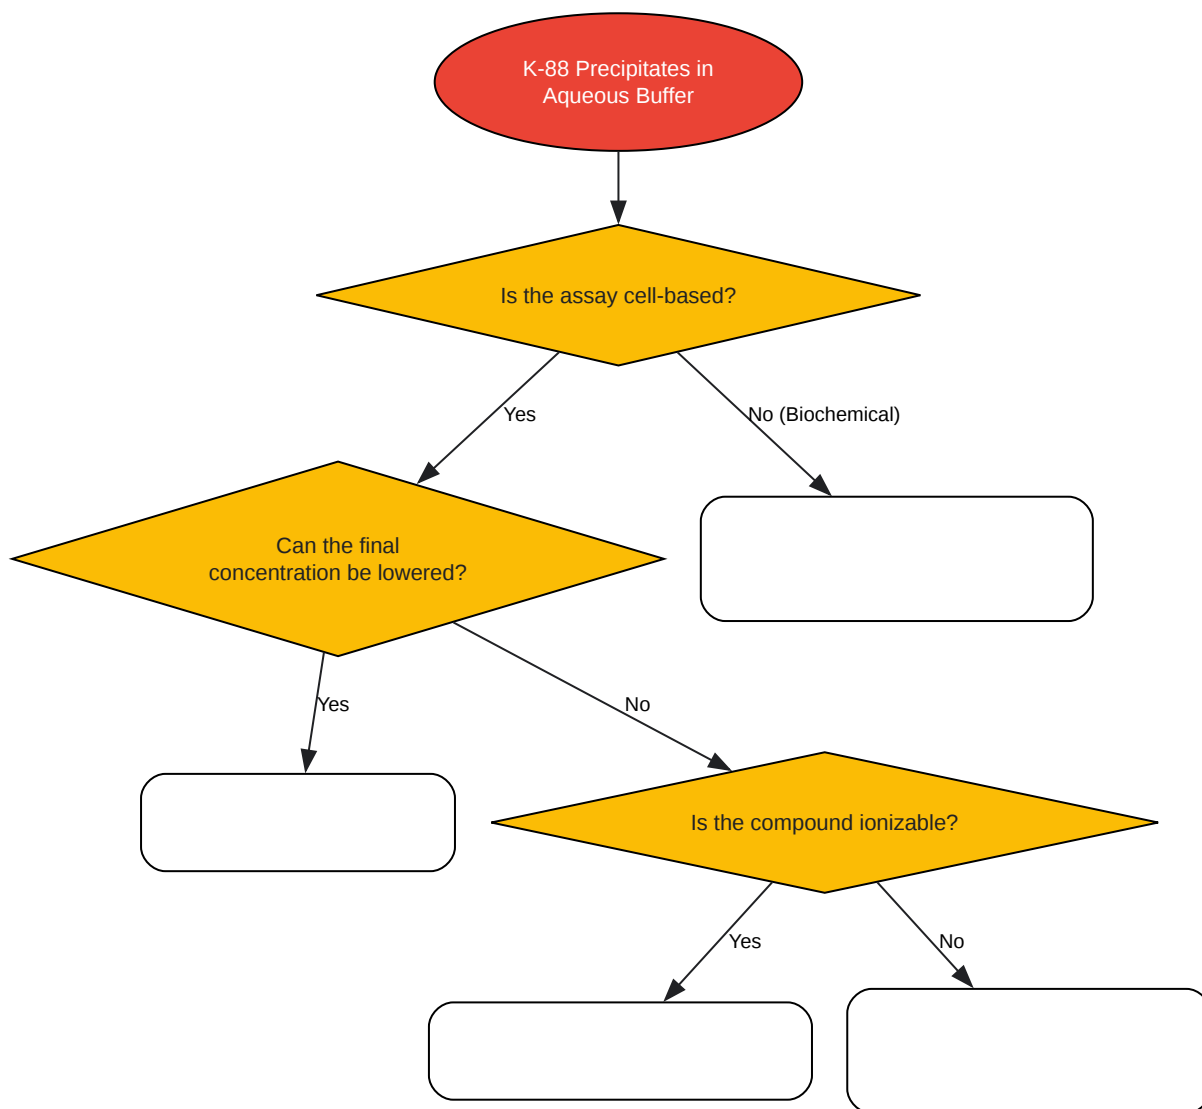 K-88 Precipitates in
Aqueous Buffer
Is the assay cell-based?
Yes
No (Biochemical)
Can the final
concentration be lowered?
Yes
No
Is the compound ionizable?
Yes
No